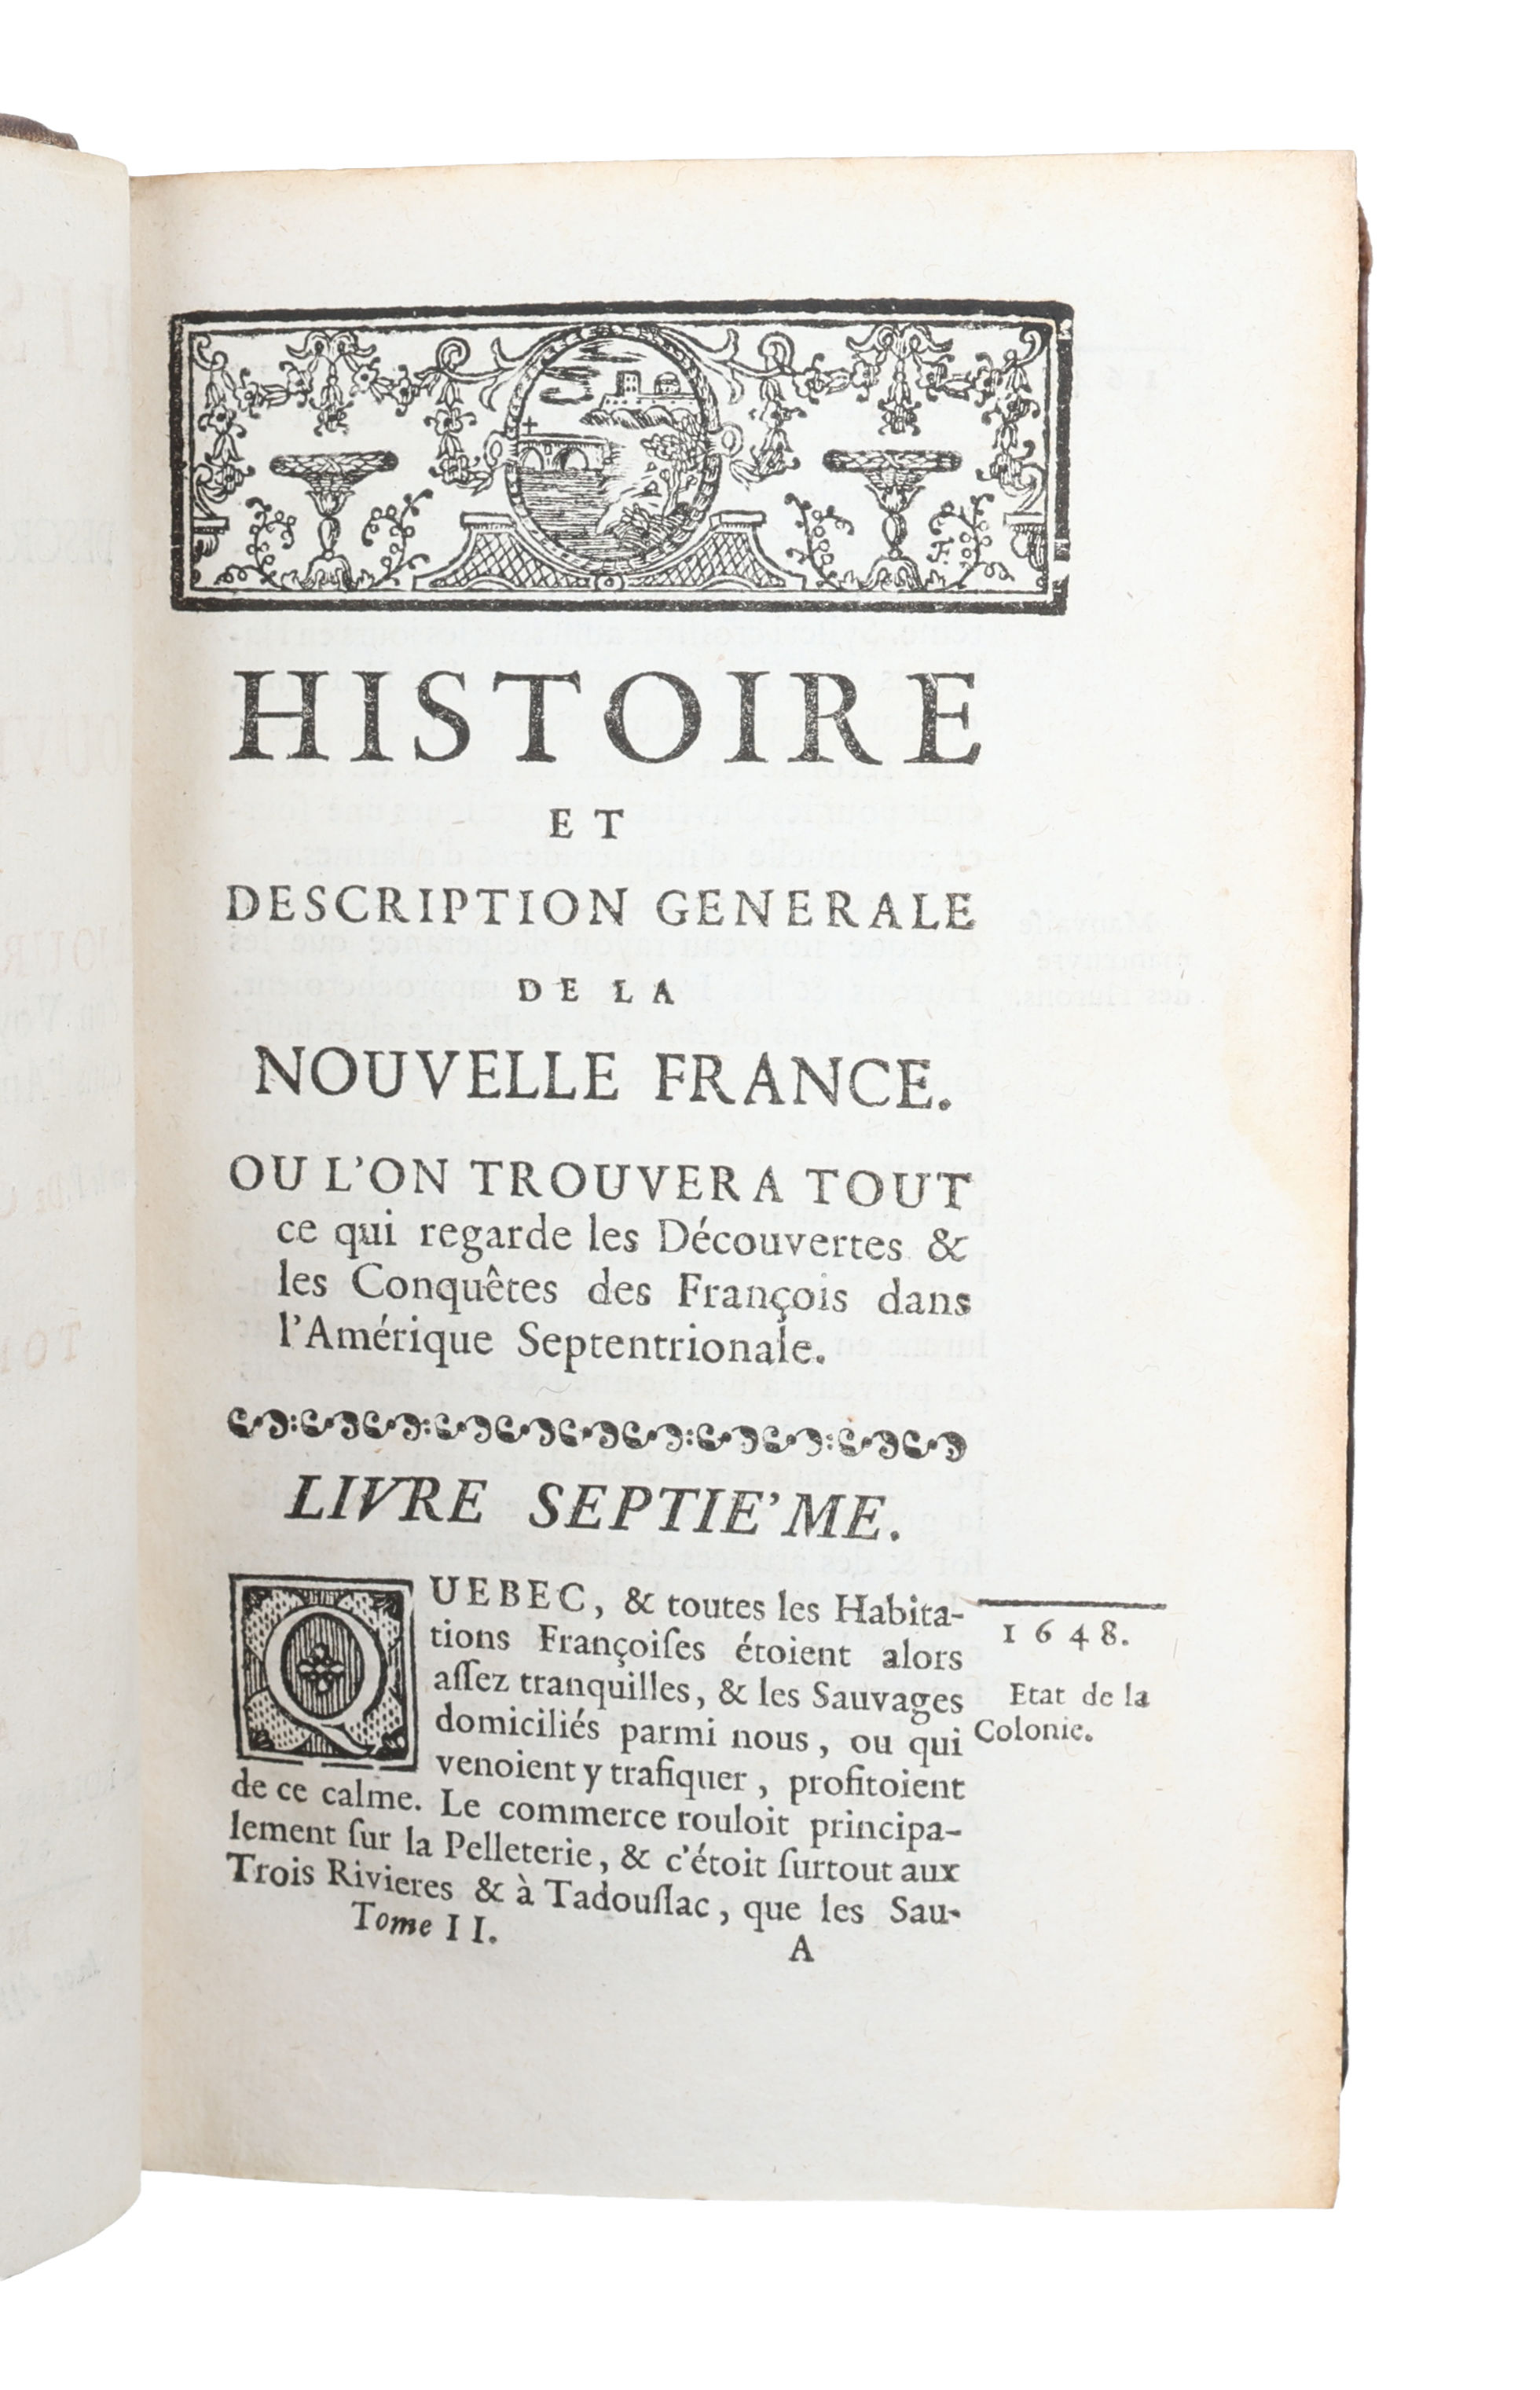 HISTOIRE
ET
DESCRIPTION GENERALE
DE LA
NOUVELLE FRANCE.
OU L'ON TROUVERA TOUT
ce qui regarde les Découvertes &
les Conquêtes des François dans
l'Amérique Septentrionale.
LIVRE SEPTIE'ME.
QUEBEC, & toutes les Habita-
tions Françoiſes étoient alors
aſſez tranquilles, & les Sauvages
domiciliés parmi nous, ou qui
venoient y trafiquer, profitoient
de ce calme. Le commerce rouloit principa-
lement ſur la Pelleterie, & c'étoit ſurtout aux
Trois Rivieres & à Tadouſſac, que les Sau-
Tome II.
A
1648.
Etat de la
Colonie.